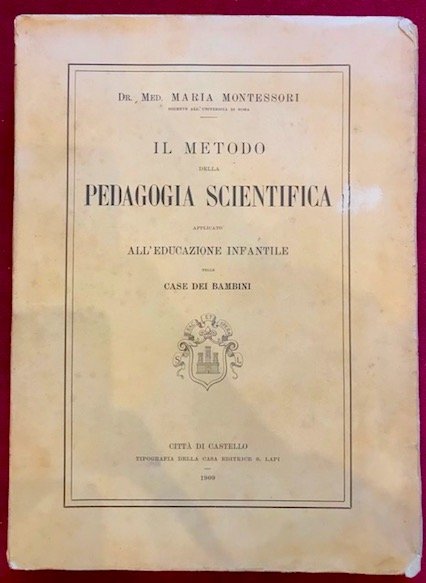 DR. MED. MARIA MONTESSORI
DOCENTE ALL'UNIVERSITÀ DI ROMA
IL METODO
DELLA
PEDAGOGIA SCIENTIFICA
APPLICATO
ALL'EDUCAZIONE INFANTILE
NELLE
CASE DEI BAMBINI
S L
CITTÀ DI CASTELLO
TIPOGRAFIA DELLA CASA EDITRICE S. LAPI
1909